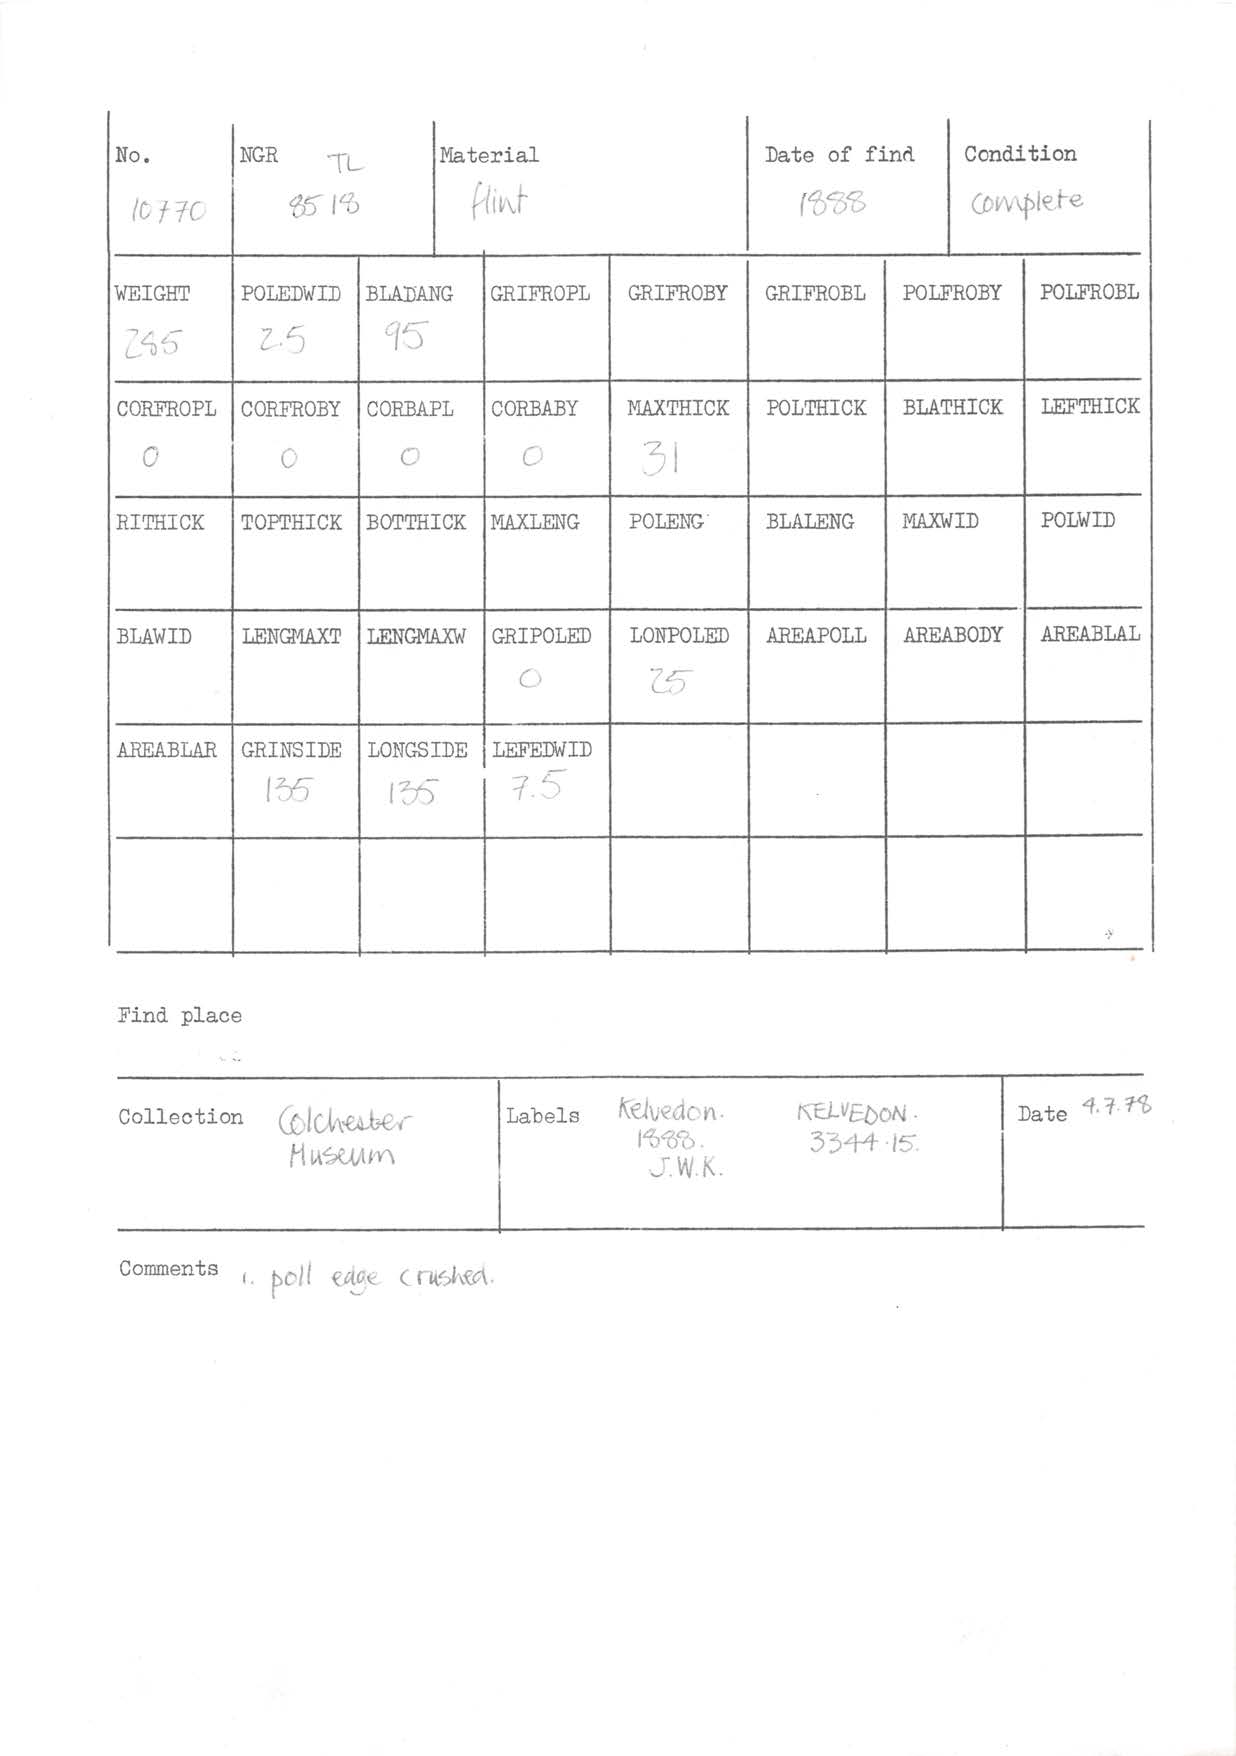 No. NGR TL Material Date of find Condition
10770 8518 flint 1888 complete
WEIGHT POLEDWID BLADANG GRIFROPL GRIFROBY GRIFROBL POLFROBY POLFROBL
285 2.5 95
CORFROPL CORFROBY CORBAPL CORBABY MAXTHICK POLTHICK BLATHICK LEFTHICK
0 0 0 0 31
RITHICK TOPTHICK BOTTHICK MAXLENG POLENG BLALENG MAXWID POLWID
BLAWID LENGMAXT LENGMAXW GRIPOLED LONPOLED AREAPOLL AREABODY AREABLAL
0 25
AREABLAR GRINSIDE LONGSIDE LEFEDWID
135 135 7.5
Find place
Collection Colchester Labels Kelvedon. KELVEDON. Date 4.7.78
Museum 1888. 3344.15.
J.W.K.
Comments 1. poll edge crushed.